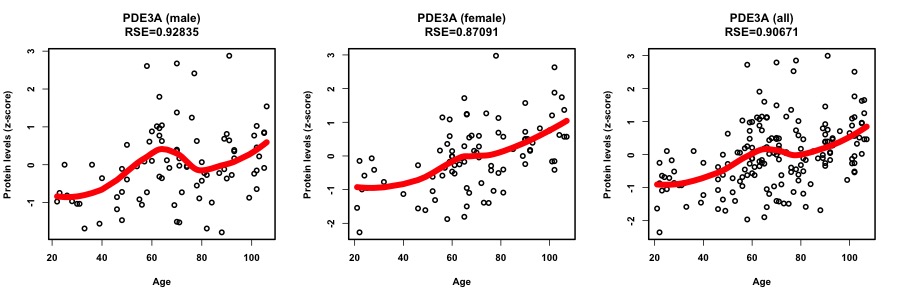 PDE3A (male)
RSE=0.92835
Protein levels (z-score)
3
2
1
0
-1
20 40 60 80 100
Age
PDE3A (female)
RSE=0.87091
Protein levels (z-score)
3
2
1
0
-1
-2
20 40 60 80 100
Age
PDE3A (all)
RSE=0.90671
Protein levels (z-score)
3
2
1
0
-1
-2
20 40 60 80 100
Age